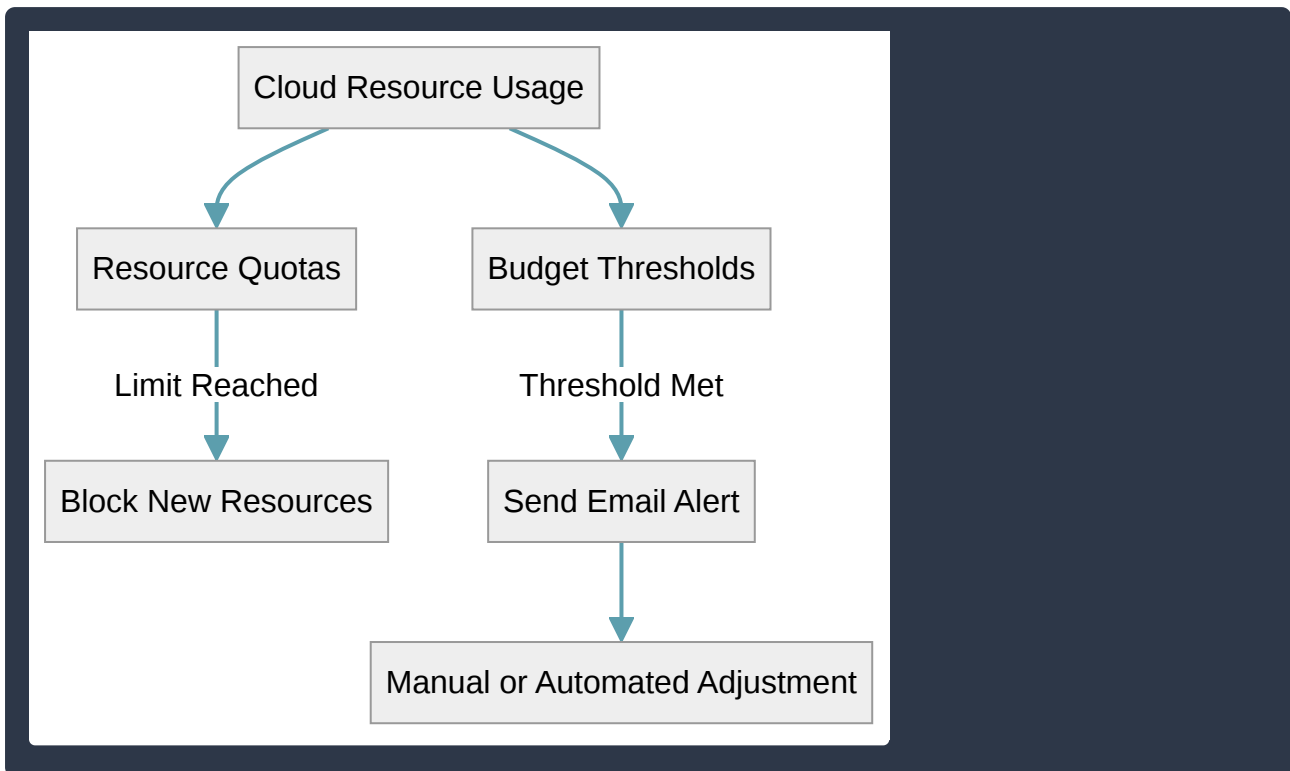 Cloud Resource Usage
Resource Quotas
Budget Thresholds
Limit Reached
Threshold Met
Block New Resources
Send Email Alert
Manual or Automated Adjustment